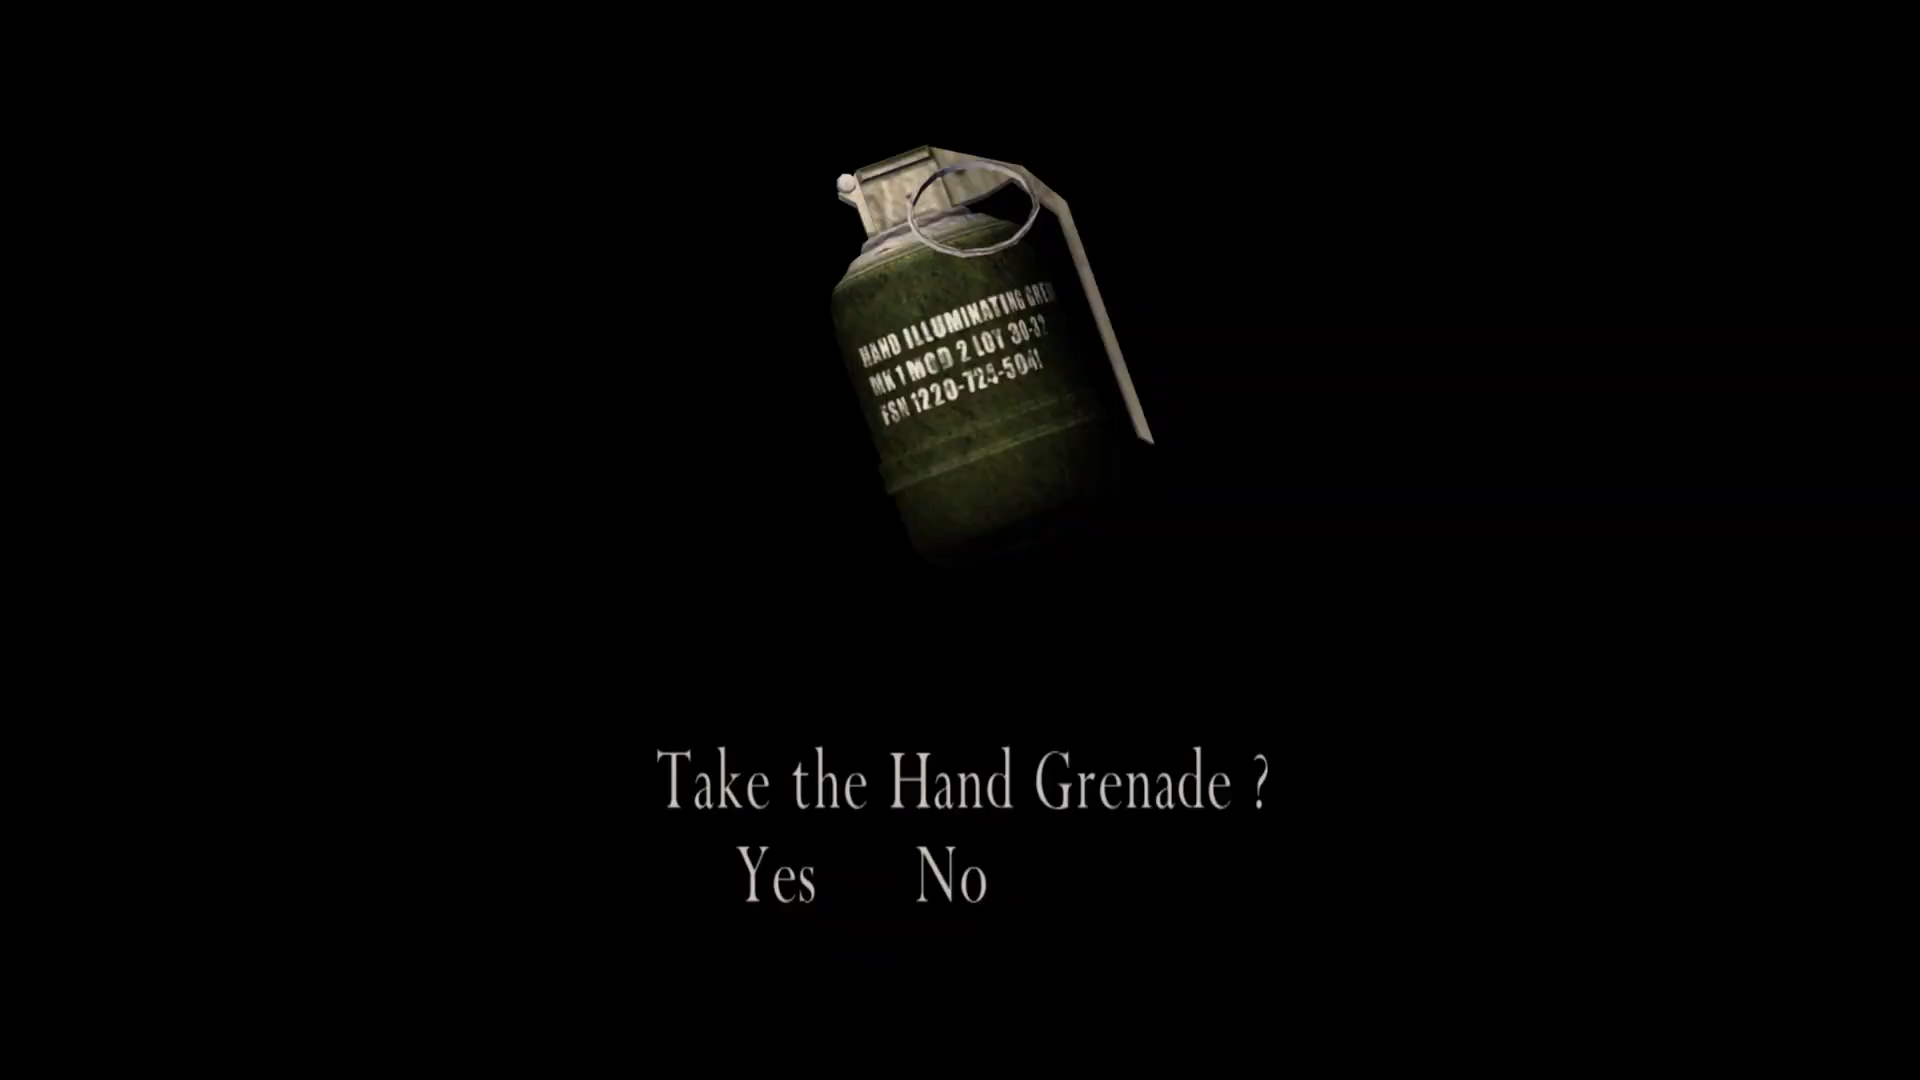 HAND ILLUMINATING GREN
MK 1 MOD 2 LOT 30-32
FSN 1220-724-5041
Take the Hand Grenade ?
Yes No